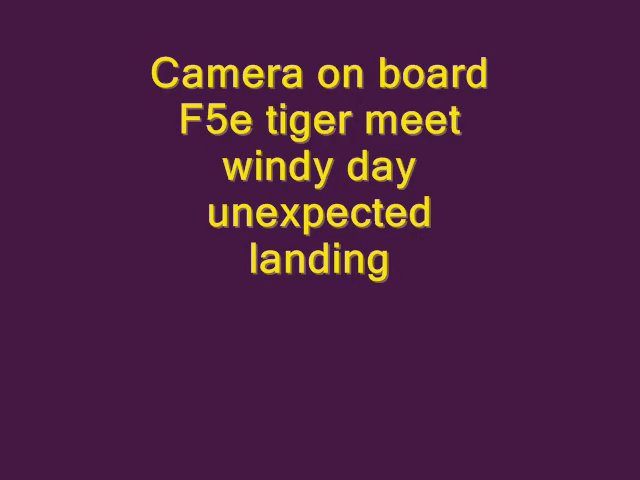 Camera on board
F5e tiger meet
windy day
unexpected
landing